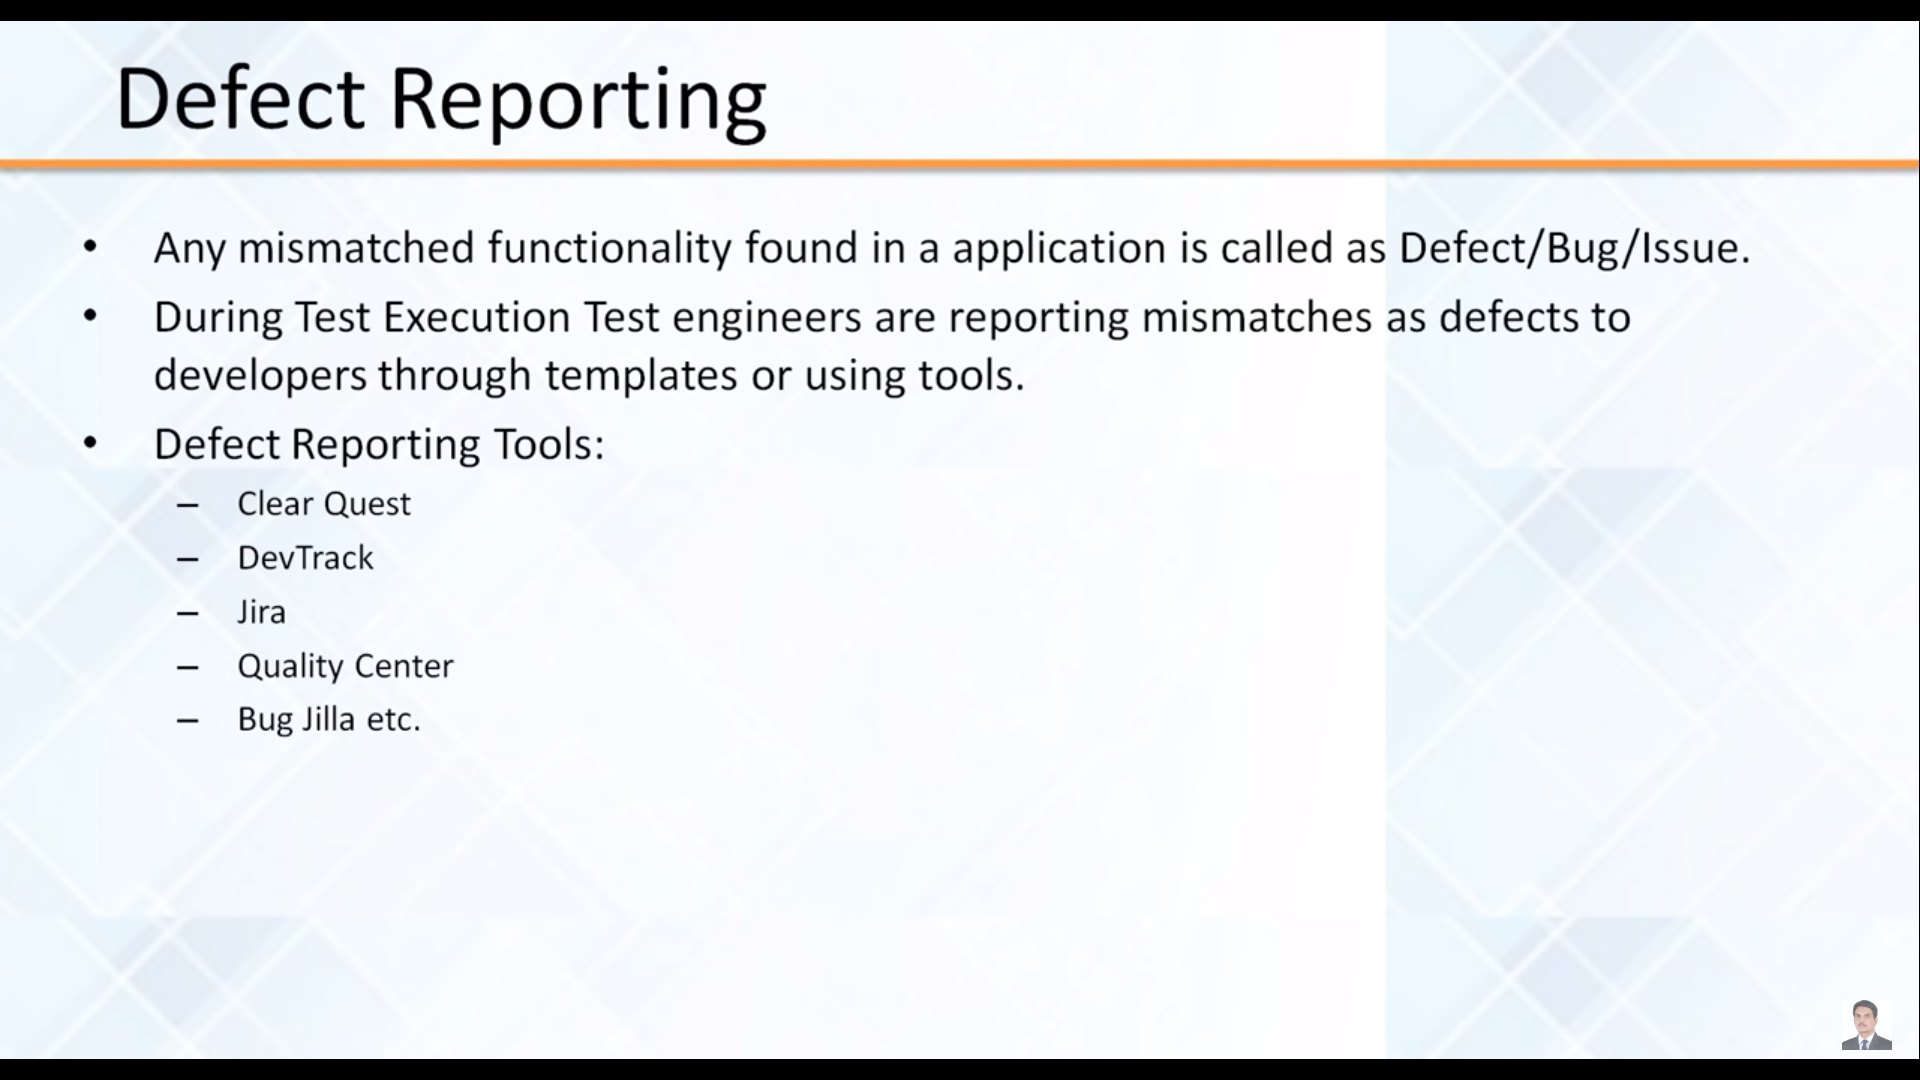 Defect Reporting
• Any mismatched functionality found in a application is called as Defect/Bug/Issue.
• During Test Execution Test engineers are reporting mismatches as defects to
developers through templates or using tools.
• Defect Reporting Tools:
– Clear Quest
– DevTrack
– Jira
– Quality Center
– Bug Jilla etc.